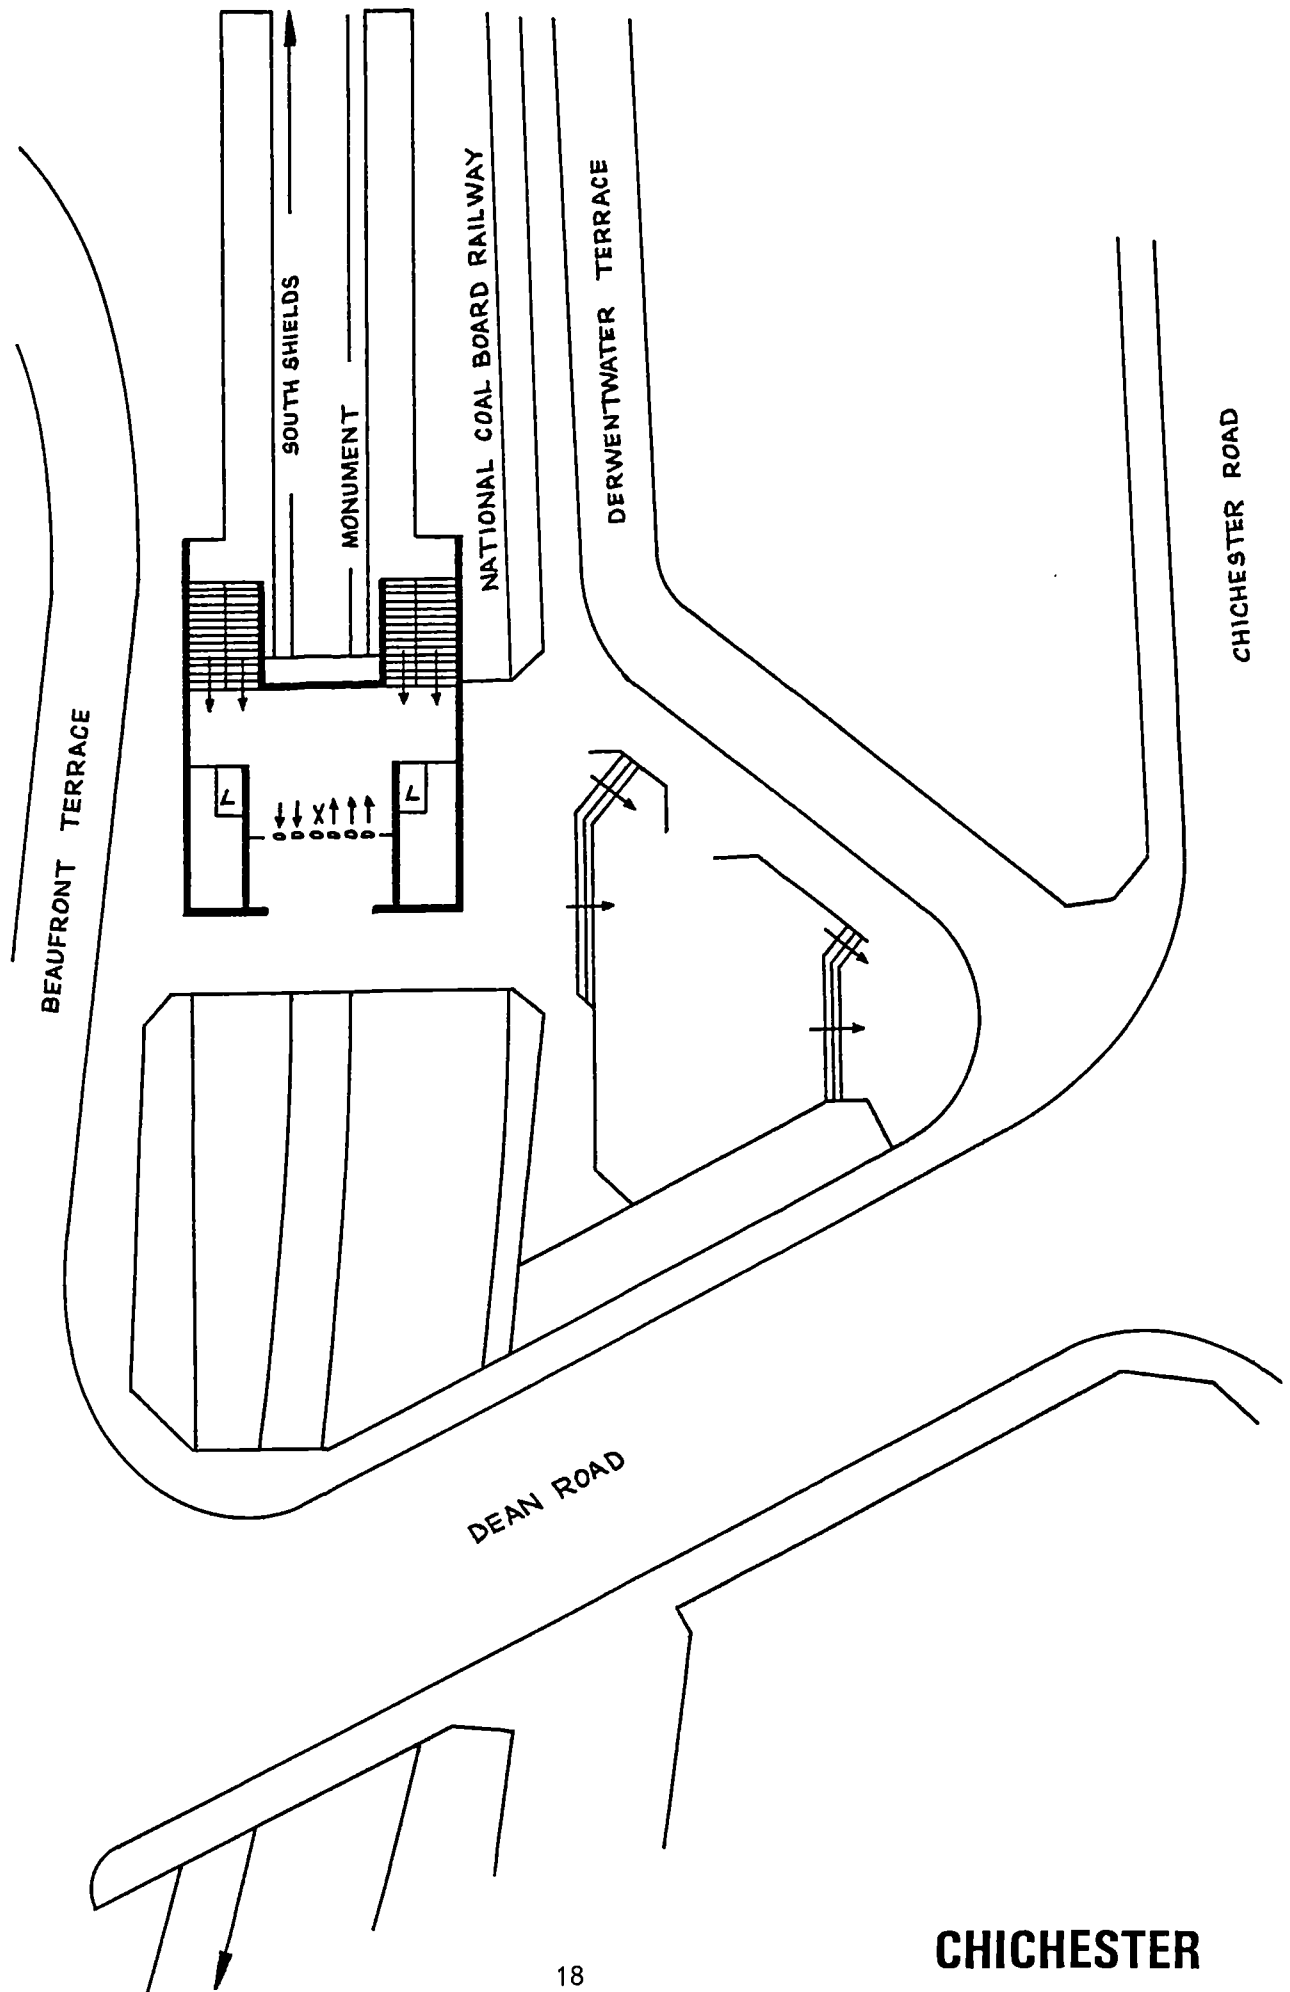 SOUTH SHIELDS
MONUMENT
NATIONAL COAL BOARD RAILWAY
DERWENTWATER TERRACE
CHICHESTER ROAD
BEAUFRONT TERRACE
L
L
X
DEAN ROAD
CHICHESTER
18